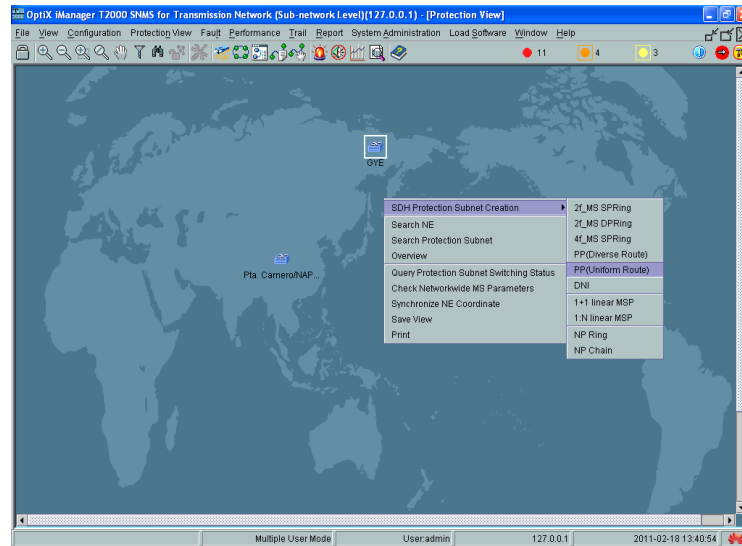 OptiX iManager T2000 SNMS for Transmission Network (Sub-network Level)(127.0.0.1) - [Protection View]
File View Configuration Protection View Fault Performance Trail Report System Administration Load Software Window Help
11 4 3
GYE
Pta. Carnero/NAP...
SDH Protection Subnet Creation
Search NE
Search Protection Subnet
Overview
Query Protection Subnet Switching Status
Check Networkwide MS Parameters
Synchronize NE Coordinate
Save View
Print
2f_MS SPRing
2f_MS DPRing
4f_MS SPRing
PP(Diverse Route)
PP(Uniform Route)
DNI
1+1 linear MSP
1:N linear MSP
NP Ring
NP Chain
Multiple User Mode User:admin 127.0.0.1 2011-02-18 13:40:54